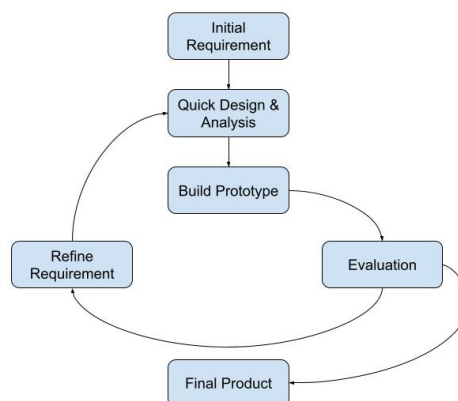 Initial
Requirement
Quick Design &
Analysis
Build Prototype
Refine
Requirement
Evaluation
Final Product